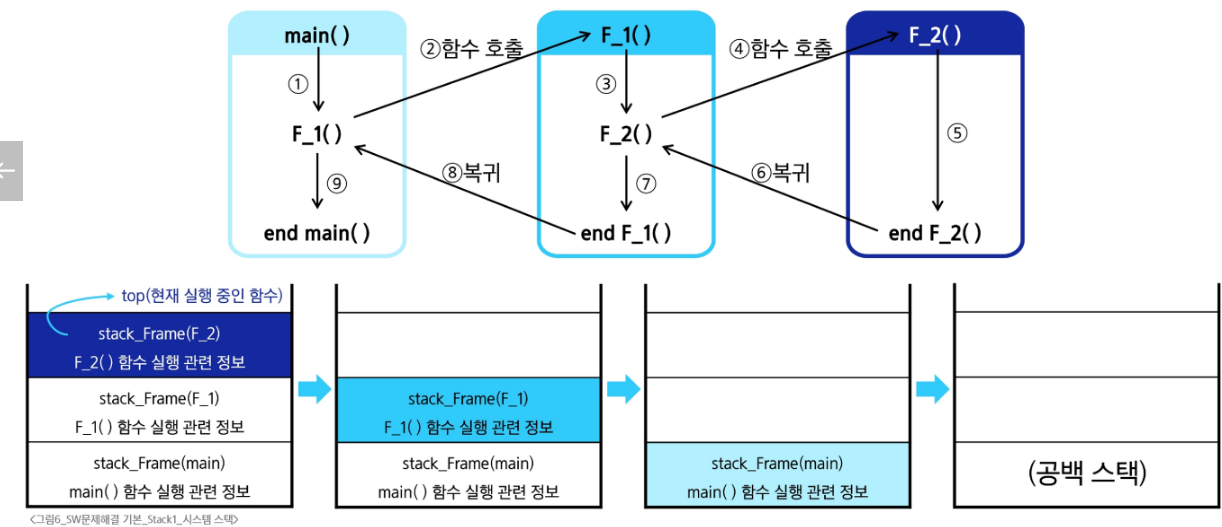 main( )
②함수 호출
F_1( )
④함수 호출
F_2( )
①
③
F_1( )
F_2( )
⑤
⑨
⑧복귀
⑦
⑥복귀
end main( )
end F_1( )
end F_2( )
top(현재 실행 중인 함수)
stack_Frame(F_2)
F_2( ) 함수 실행 관련 정보
stack_Frame(F_1)
F_1( ) 함수 실행 관련 정보
stack_Frame(main)
main( ) 함수 실행 관련 정보
stack_Frame(F_1)
F_1( ) 함수 실행 관련 정보
stack_Frame(main)
main( ) 함수 실행 관련 정보
stack_Frame(main)
main( ) 함수 실행 관련 정보
(공백 스택)
<그림6_SW문제해결 기본_Stack1_시스템 스택>